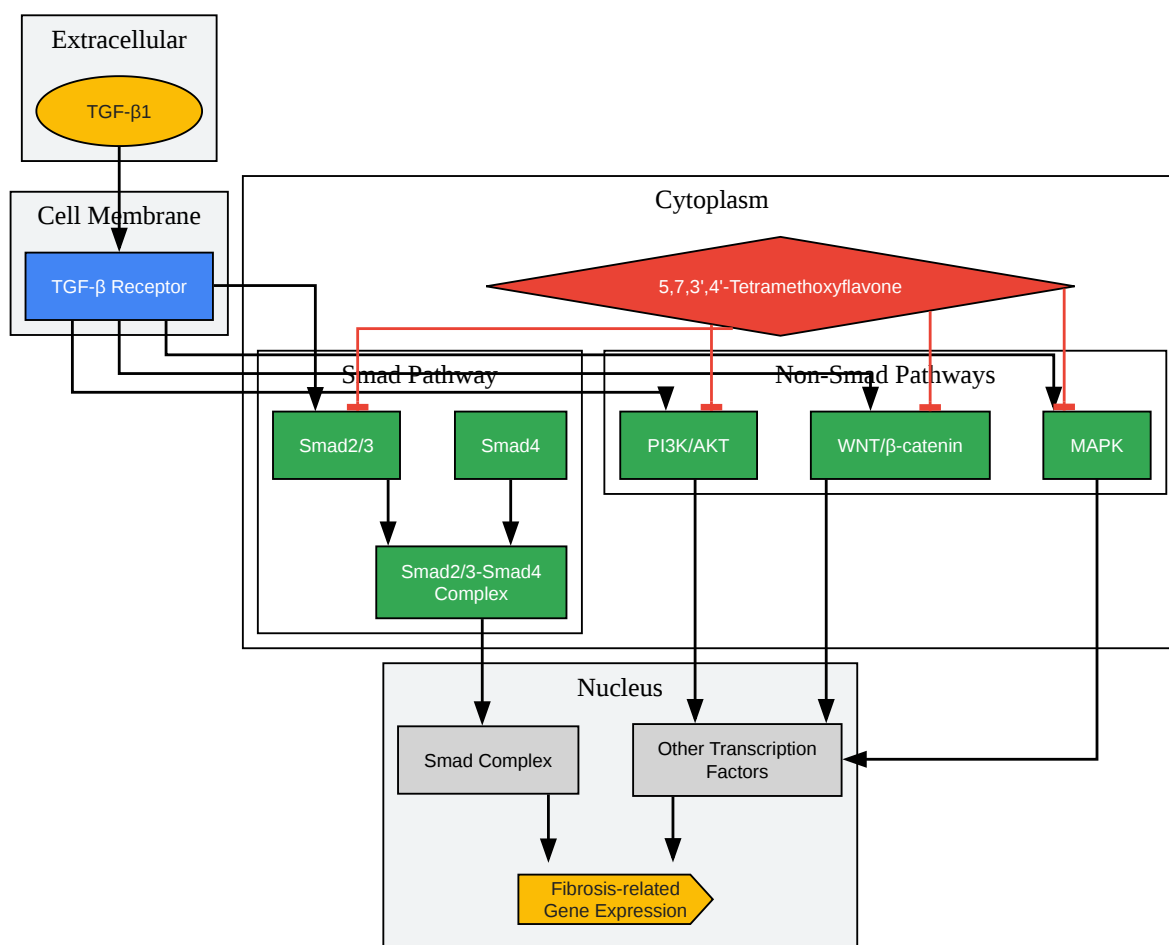 Extracellular
TGF-β1
Cell Membrane
TGF-β Receptor
Cytoplasm
5,7,3',4'-Tetramethoxyflavone
Smad Pathway
Non-Smad Pathways
Smad2/3
Smad4
PI3K/AKT
WNT/β-catenin
MAPK
Smad2/3-Smad4
Complex
Nucleus
Smad Complex
Other Transcription
Factors
Fibrosis-related
Gene Expression